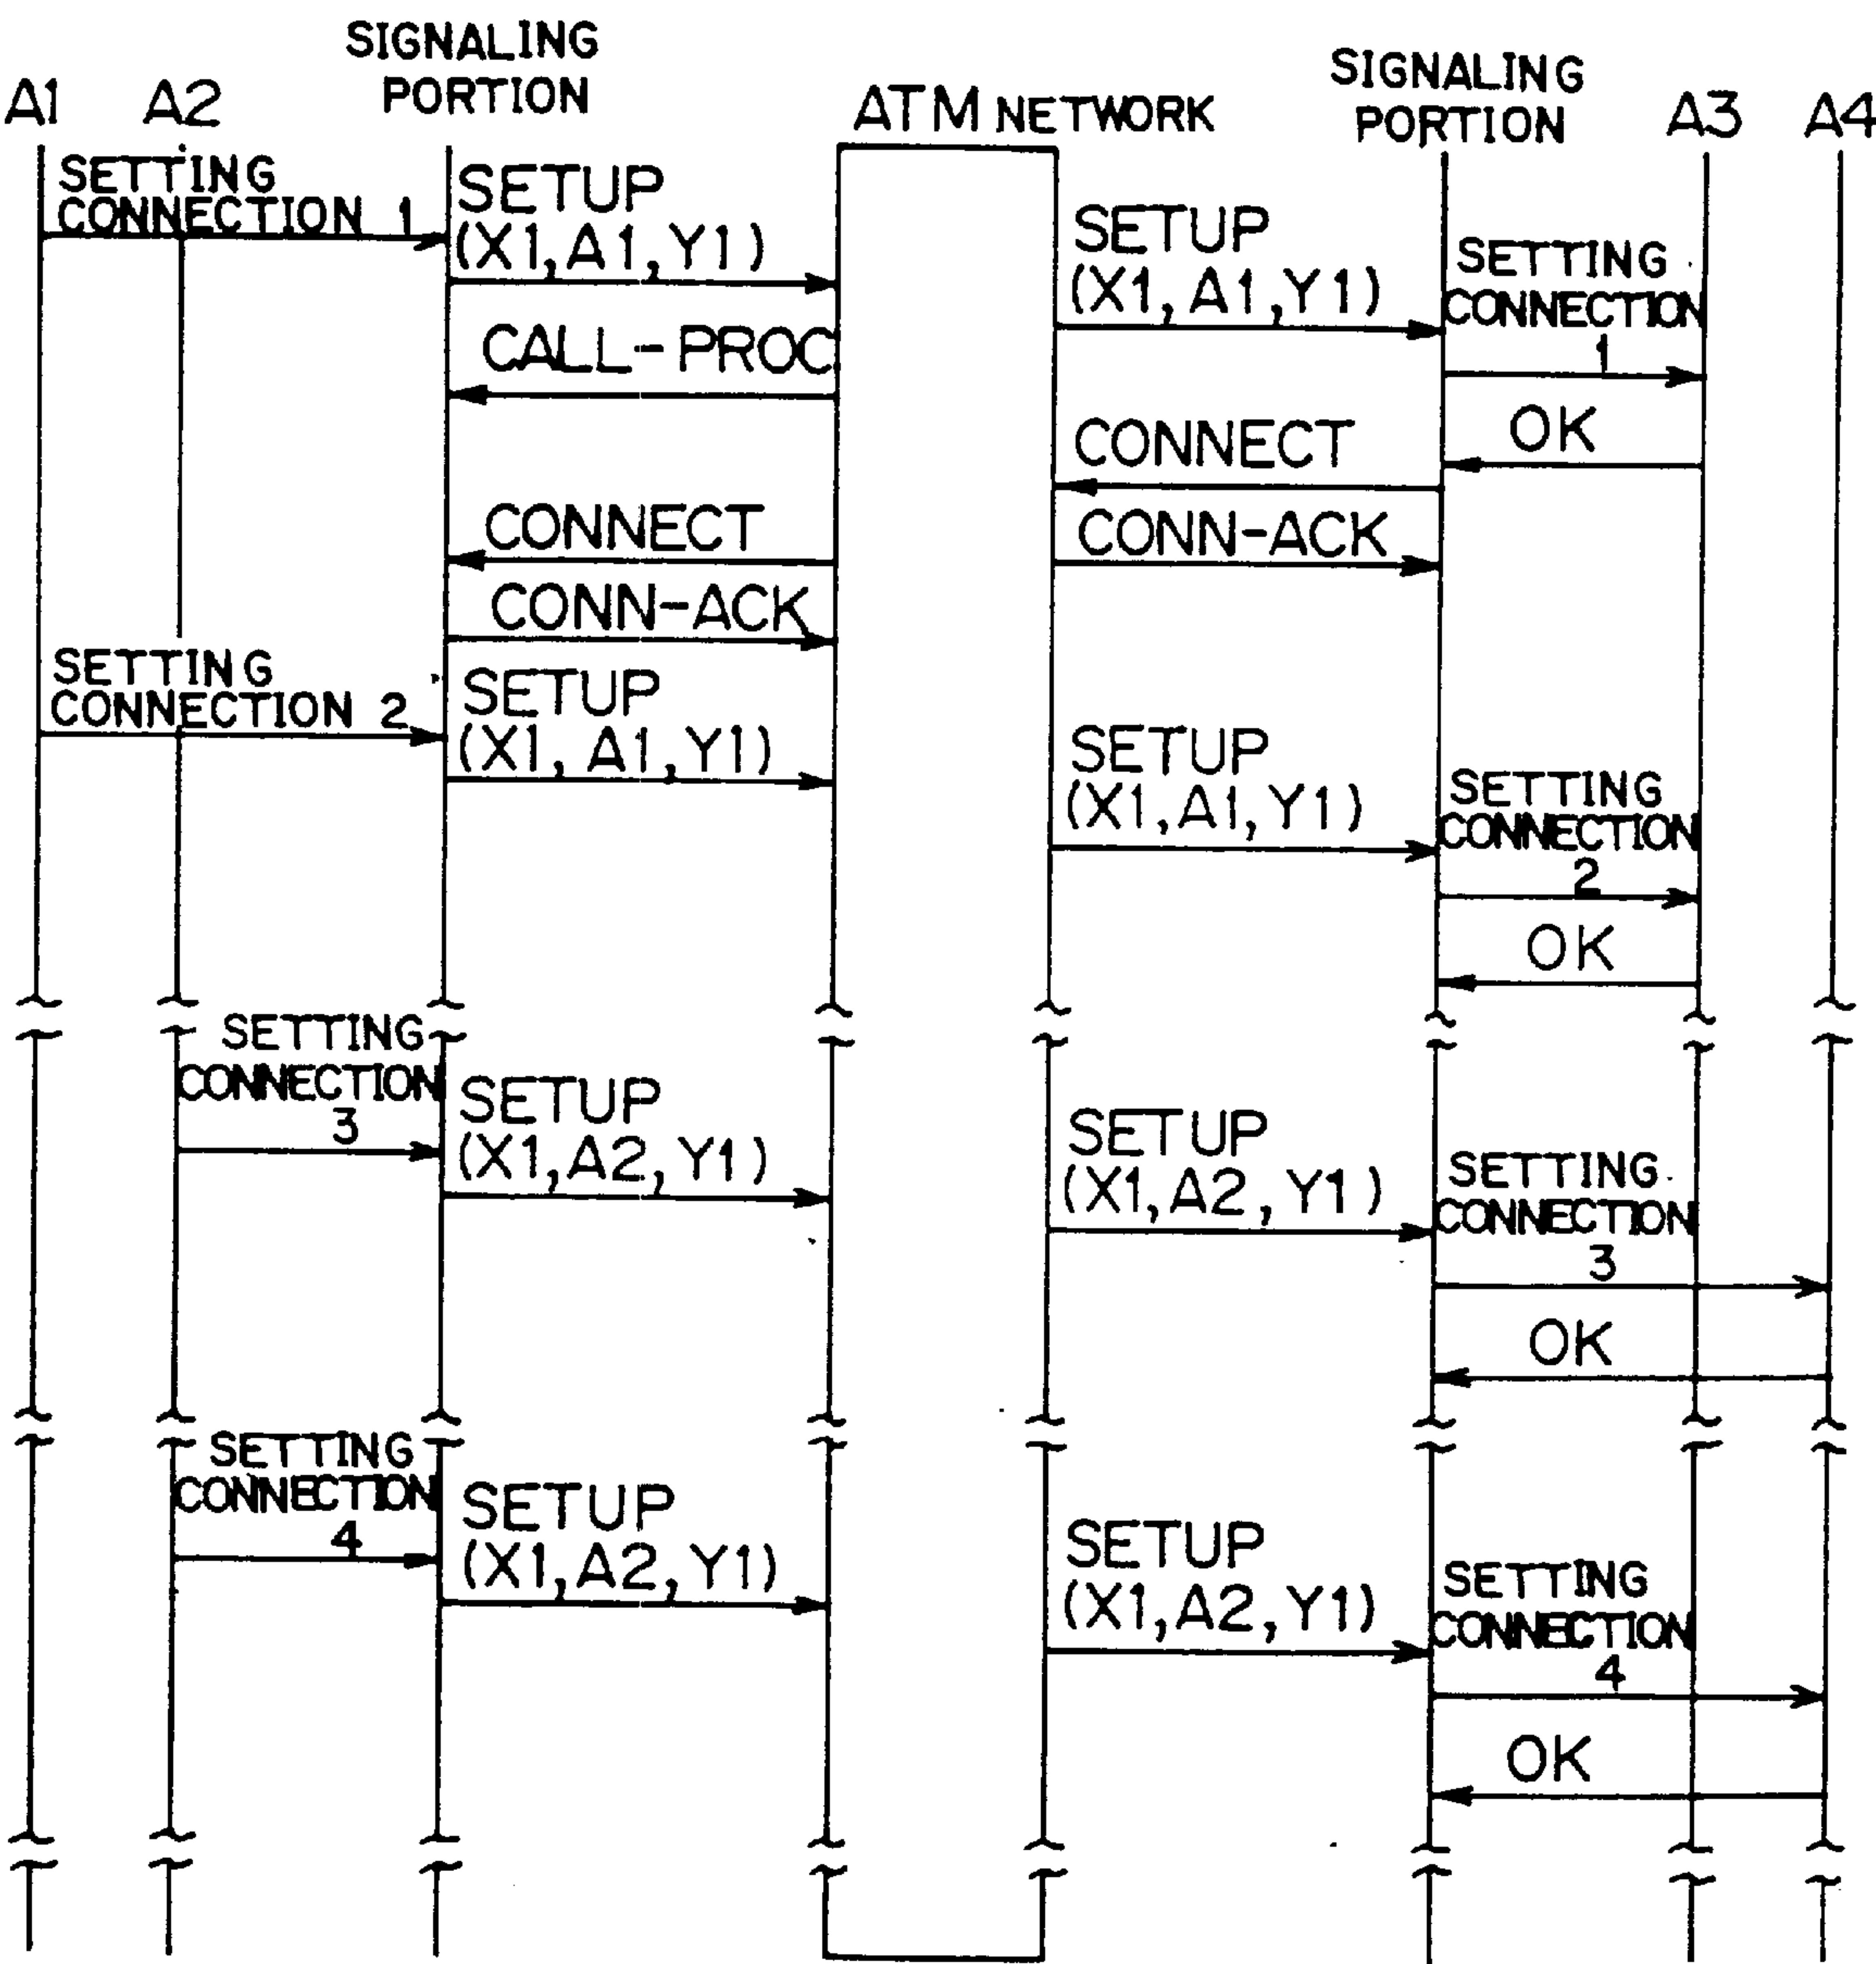 A1 A2 SIGNALING PORTION ATM NETWORK SIGNALING PORTION A3 A4
SETTING
CONNECTION 1
SETUP
(X1,A1,Y1)
SETUP
(X1,A1,Y1)
SETTING
CONNECTION
1
CALL-PROC
OK
CONNECT
CONNECT
CONN-ACK
CONN-ACK
SETTING
CONNECTION 2
SETUP
(X1,A1,Y1)
SETUP
(X1,A1,Y1)
SETTING
CONNECTION
2
OK
SETTING
CONNECTION
3
SETUP
(X1,A2,Y1)
SETUP
(X1,A2,Y1)
SETTING
CONNECTION
3
OK
SETTING
CONNECTION
4
SETUP
(X1,A2,Y1)
SETUP
(X1,A2,Y1)
SETTING
CONNECTION
4
OK